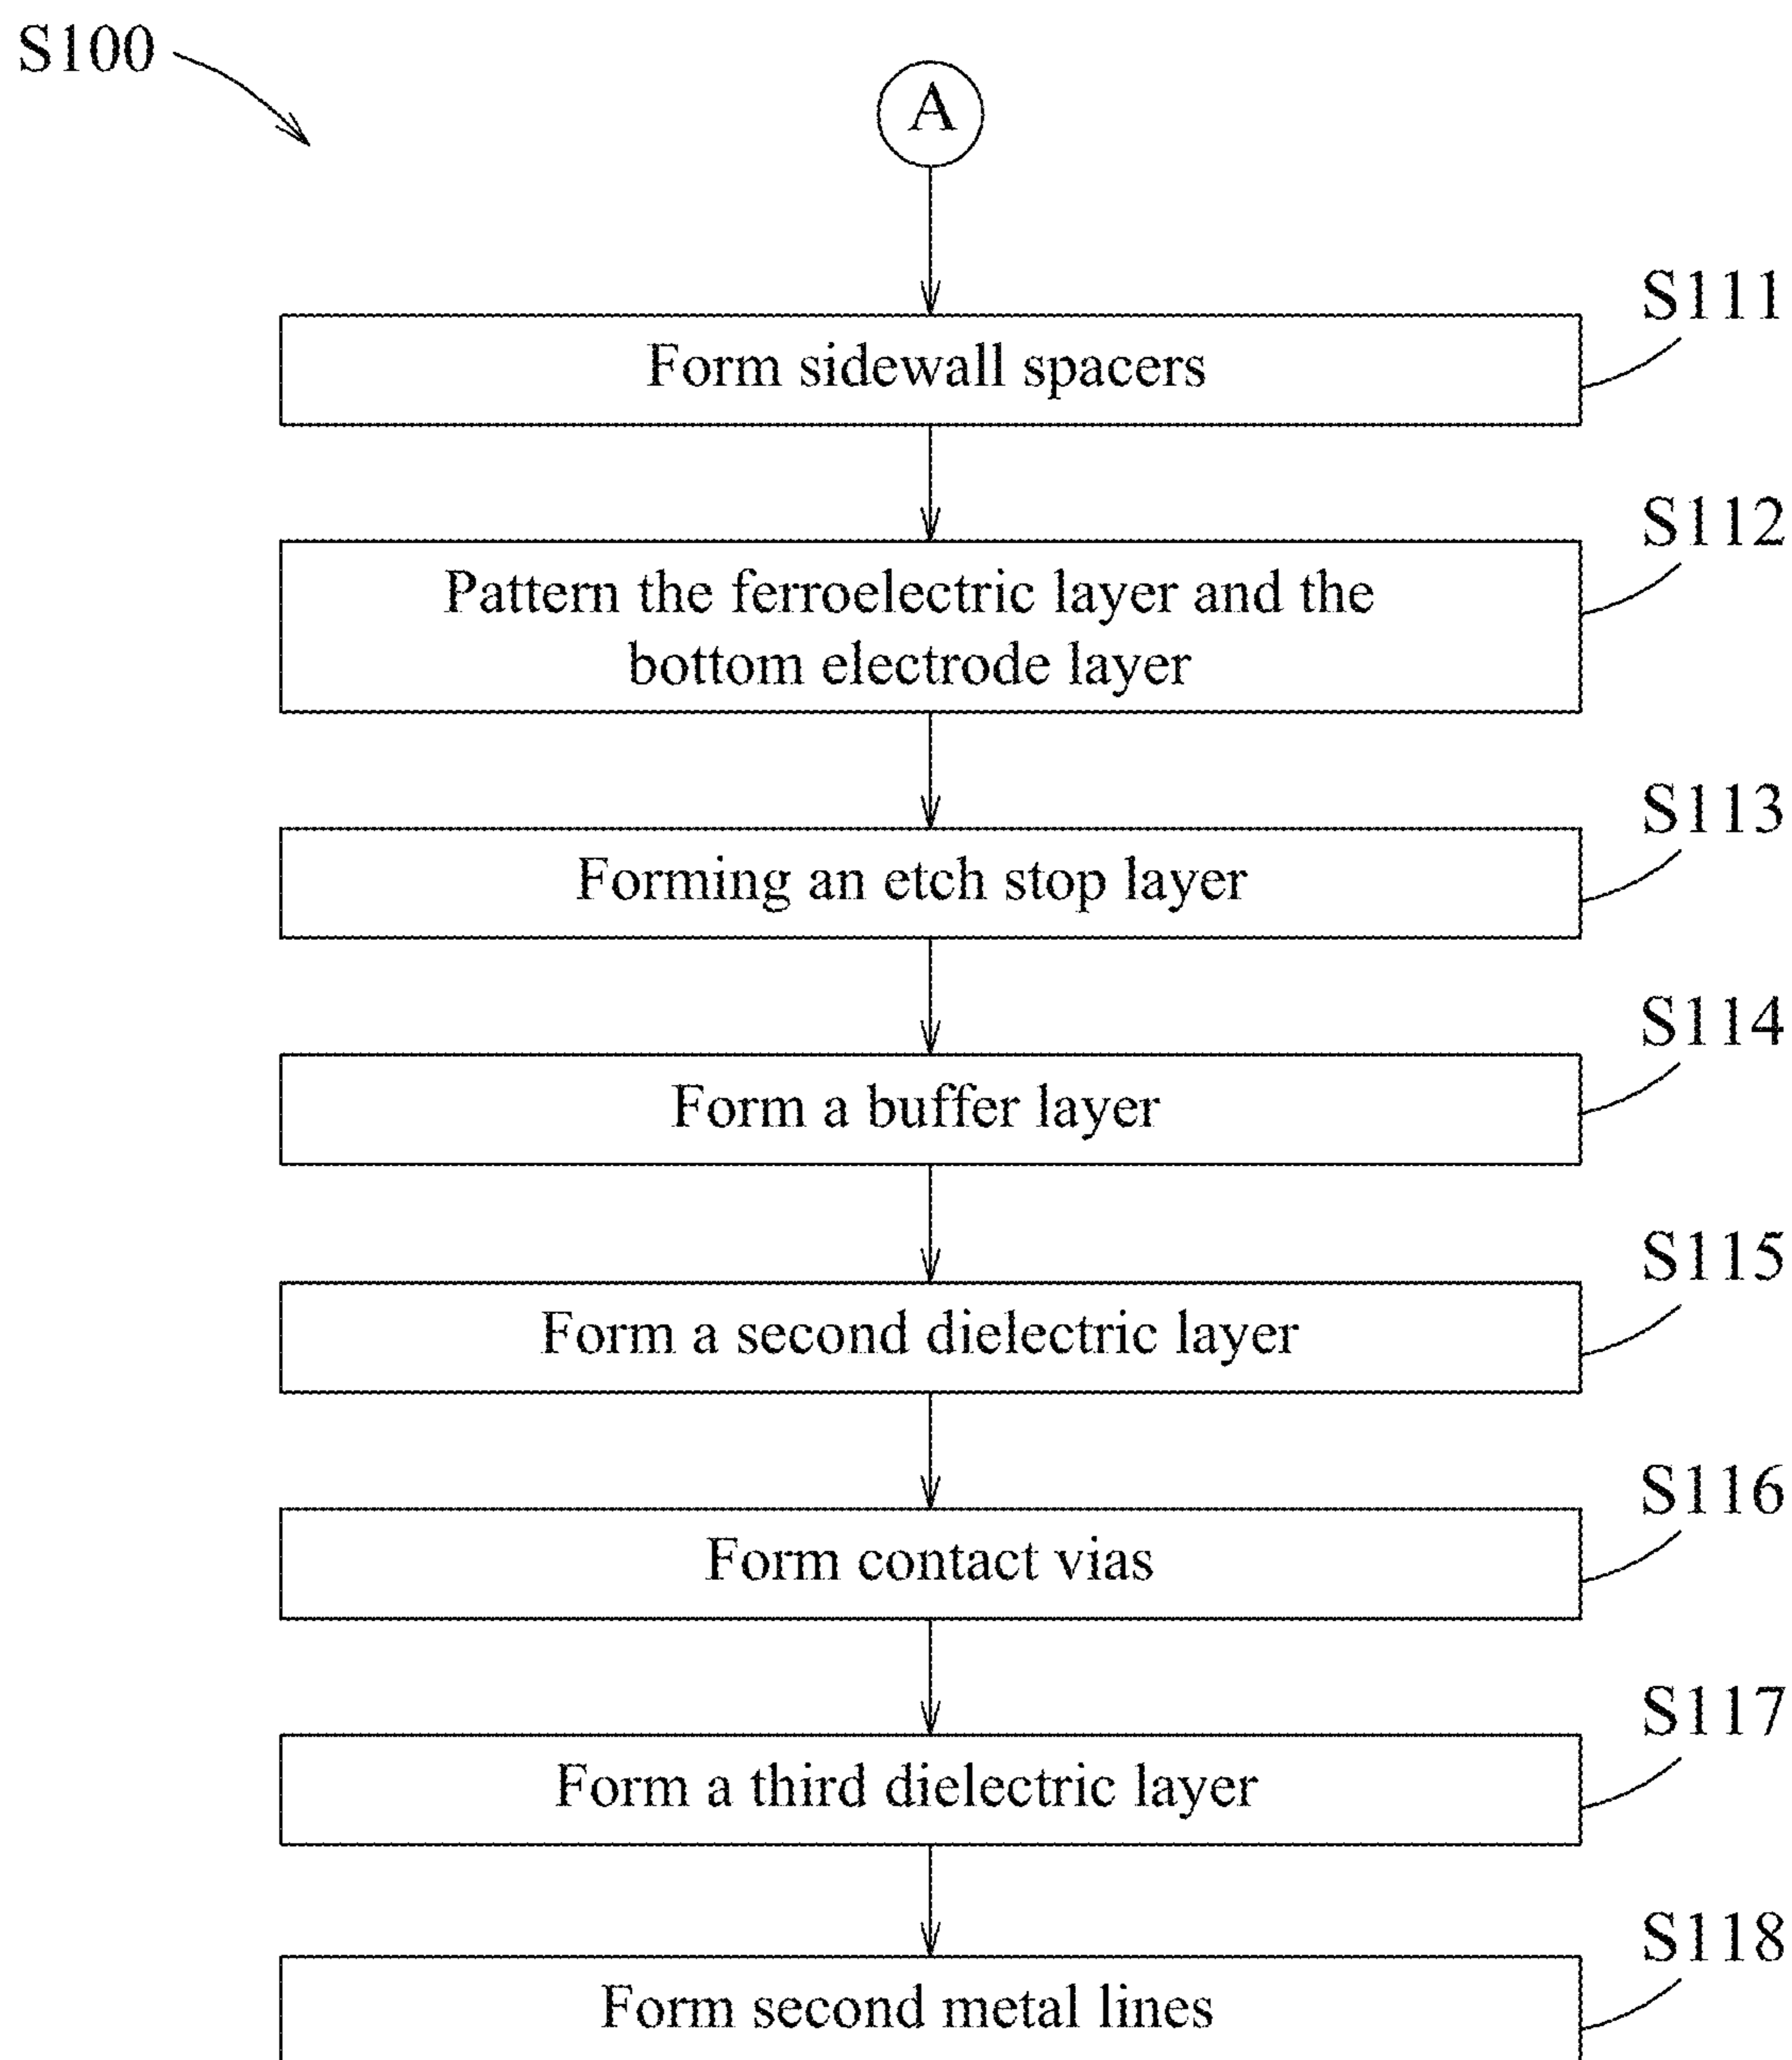 S100
A
S111
Form sidewall spacers
S112
Pattern the ferroelectric layer and the
bottom electrode layer
S113
Forming an etch stop layer
S114
Form a buffer layer
S115
Form a second dielectric layer
S116
Form contact vias
S117
Form a third dielectric layer
S118
Form second metal lines